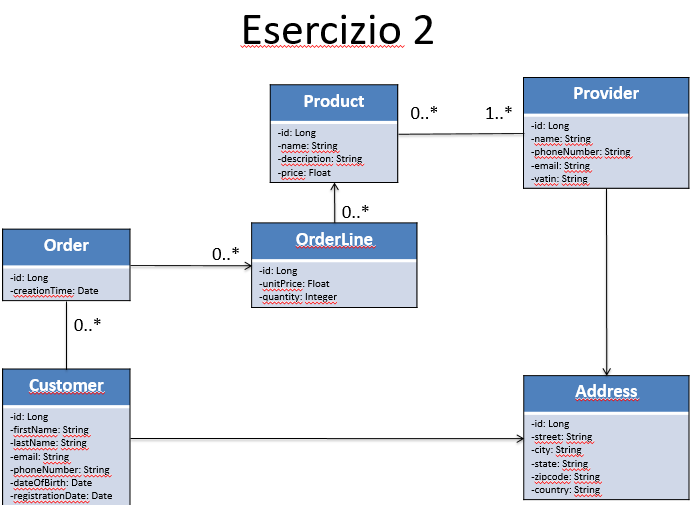 Esercizio 2
Product
-id: Long
-name: String
-description: String
-price: Float
0..*
1..*
Provider
-id: Long
-name: String
-phoneNumber: String
-email: String
-vatin: String
0..*
Order
-id: Long
-creationTime: Date
0..*
OrderLine
-id: Long
-unitPrice: Float
-quantity: Integer
0..*
Customer
-id: Long
-firstName: String
-lastName: String
-email: String
-phoneNumber: String
-dateOfBirth: Date
-registrationDate: Date
Address
-id: Long
-street: String
-city: String
-state: String
-zipcode: String
-country: String